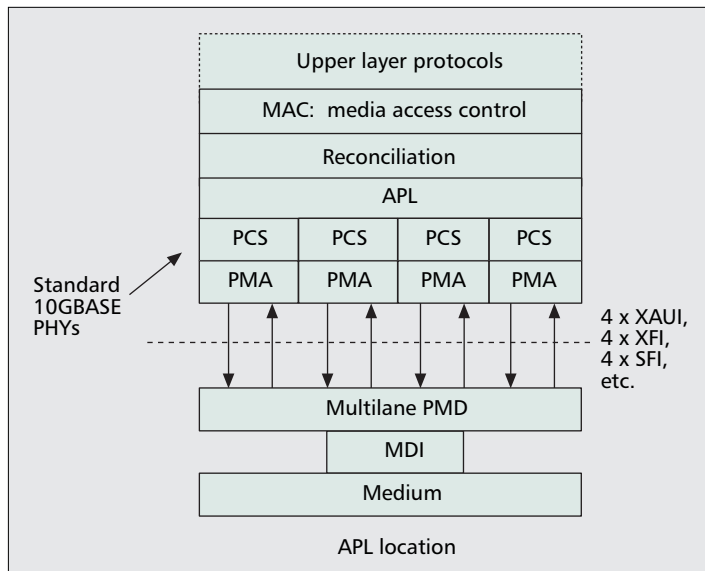 Upper layer protocols
MAC: media access control
Reconciliation
APL
PCS PCS PCS PCS
PMA PMA PMA PMA
Standard
10GBASE
PHYs
4 x XAUI,
4 x XFI,
4 x SFI,
etc.
Multilane PMD
MDI
Medium
APL location